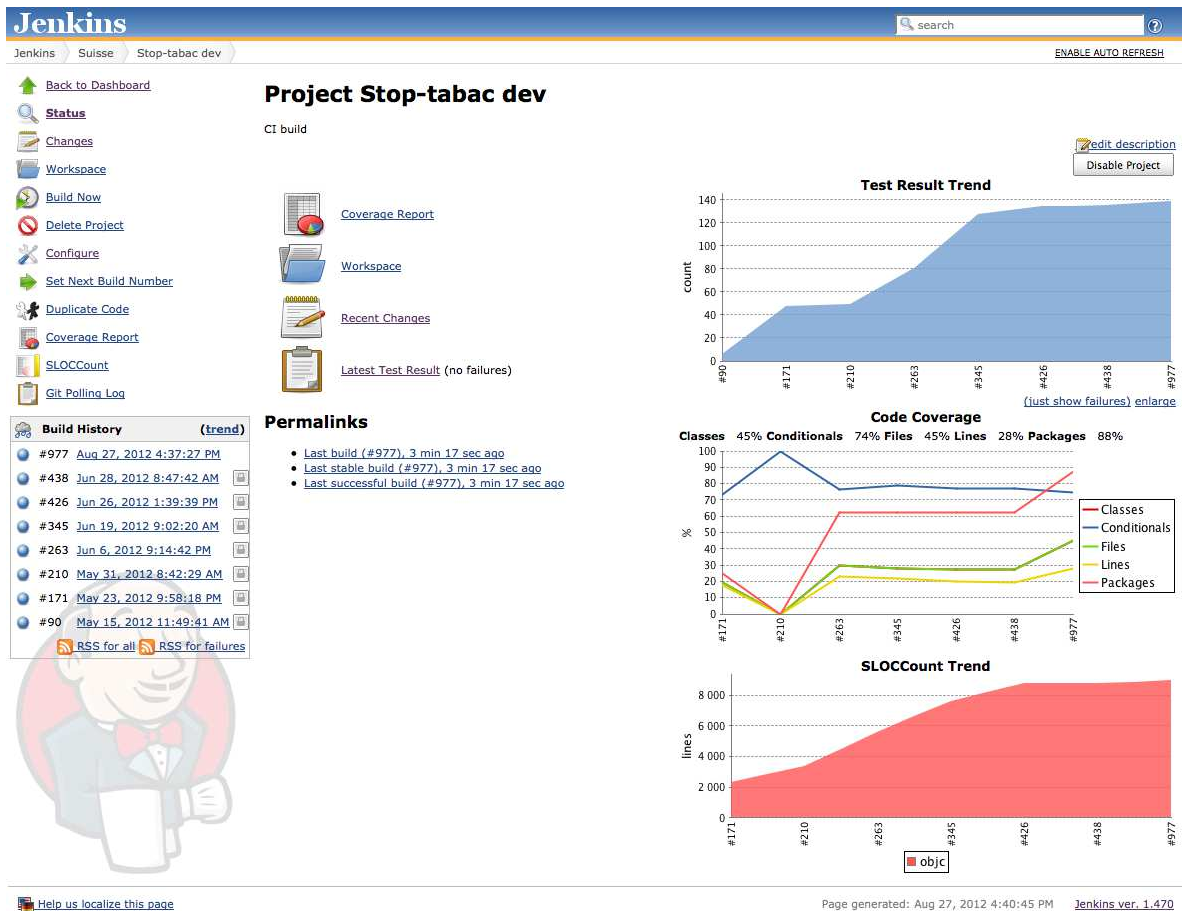 Jenkins
search
Jenkins Suisse Stop-tabac dev
ENABLE AUTO REFRESH
Back to Dashboard
Status
Changes
Workspace
Build Now
Delete Project
Configure
Set Next Build Number
Duplicate Code
Coverage Report
SLOCCount
Git Polling Log
Build History (trend)
#977 Aug 27, 2012 4:37:27 PM
#438 Jun 28, 2012 8:47:42 AM
#426 Jun 26, 2012 1:39:39 PM
#345 Jun 19, 2012 9:02:20 AM
#263 Jun 6, 2012 9:14:42 PM
#210 May 31, 2012 8:42:29 AM
#171 May 23, 2012 9:58:18 PM
#90 May 15, 2012 11:49:41 AM
RSS for all RSS for failures
Project Stop-tabac dev
CI build
edit description
Disable Project
Coverage Report
Workspace
Recent Changes
Latest Test Result (no failures)
Permalinks
Last build (#977), 3 min 17 sec ago
Last stable build (#977), 3 min 17 sec ago
Last successful build (#977), 3 min 17 sec ago
Test Result Trend
count
140
120
100
80
60
40
20
0
#90 #171 #210 #263 #345 #426 #438 #977
(just show failures) enlarge
Code Coverage
Classes 45% Conditionals 74% Files 45% Lines 28% Packages 88%
%
100
90
80
70
60
50
40
30
20
10
0
#171 #210 #263 #345 #426 #438 #977
Classes
Conditionals
Files
Lines
Packages
SLOCCount Trend
lines
8 000
6 000
4 000
2 000
0
#171 #210 #263 #345 #426 #438 #977
objc
Help us localize this page
Page generated: Aug 27, 2012 4:40:45 PM Jenkins ver. 1.470